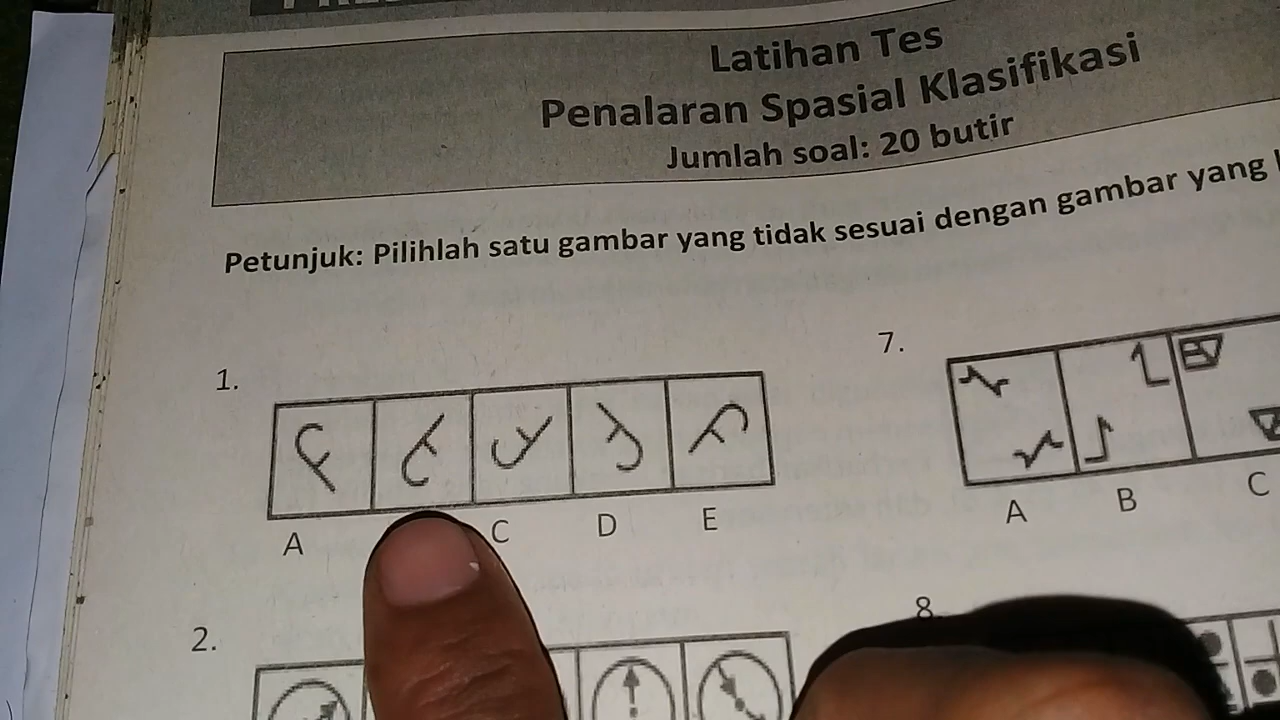 Latihan Tes
Penalaran Spasial Klasifikasi
Jumlah soal: 20 butir
Petunjuk: Pilihlah satu gambar yang tidak sesuai dengan gambar yang
1.
A C D E
7.
A B C
2.
8.